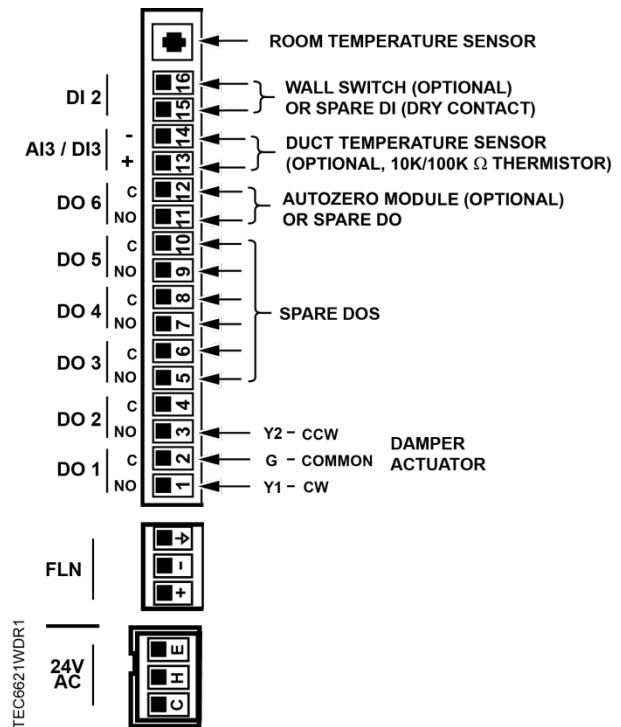 ROOM TEMPERATURE SENSOR
DI 2
16
15
WALL SWITCH (OPTIONAL)
OR SPARE DI (DRY CONTACT)
AI3 / DI3
-
+
14
13
DUCT TEMPERATURE SENSOR
(OPTIONAL, 10K/100K Ω THERMISTOR)
DO 6
C
NO
12
11
AUTOZERO MODULE (OPTIONAL)
OR SPARE DO
DO 5
C
NO
10
9
DO 4
C
NO
8
7
SPARE DOS
DO 3
C
NO
6
5
DO 2
C
NO
4
3
Y2 - CCW
DO 1
C
NO
2
1
G - COMMON
Y1 - CW
DAMPER
ACTUATOR
FLN
-
+
24V
AC
E
H
C
TEC6621WDR1